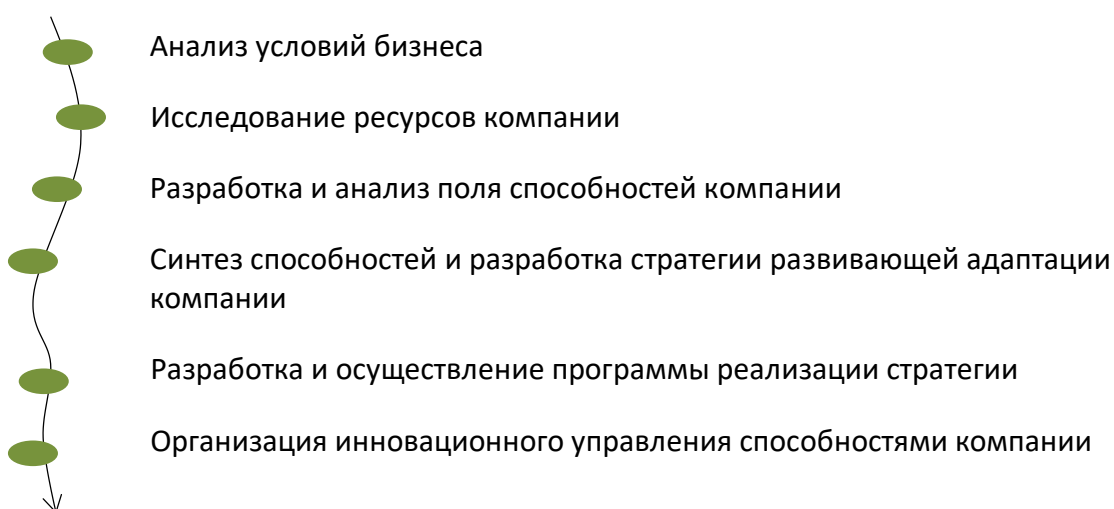 Анализ условий бизнеса
Исследование ресурсов компании
Разработка и анализ поля способностей компании
Синтез способностей и разработка стратегии развивающей адаптации
компании
Разработка и осуществление программы реализации стратегии
Организация инновационного управления способностями компании